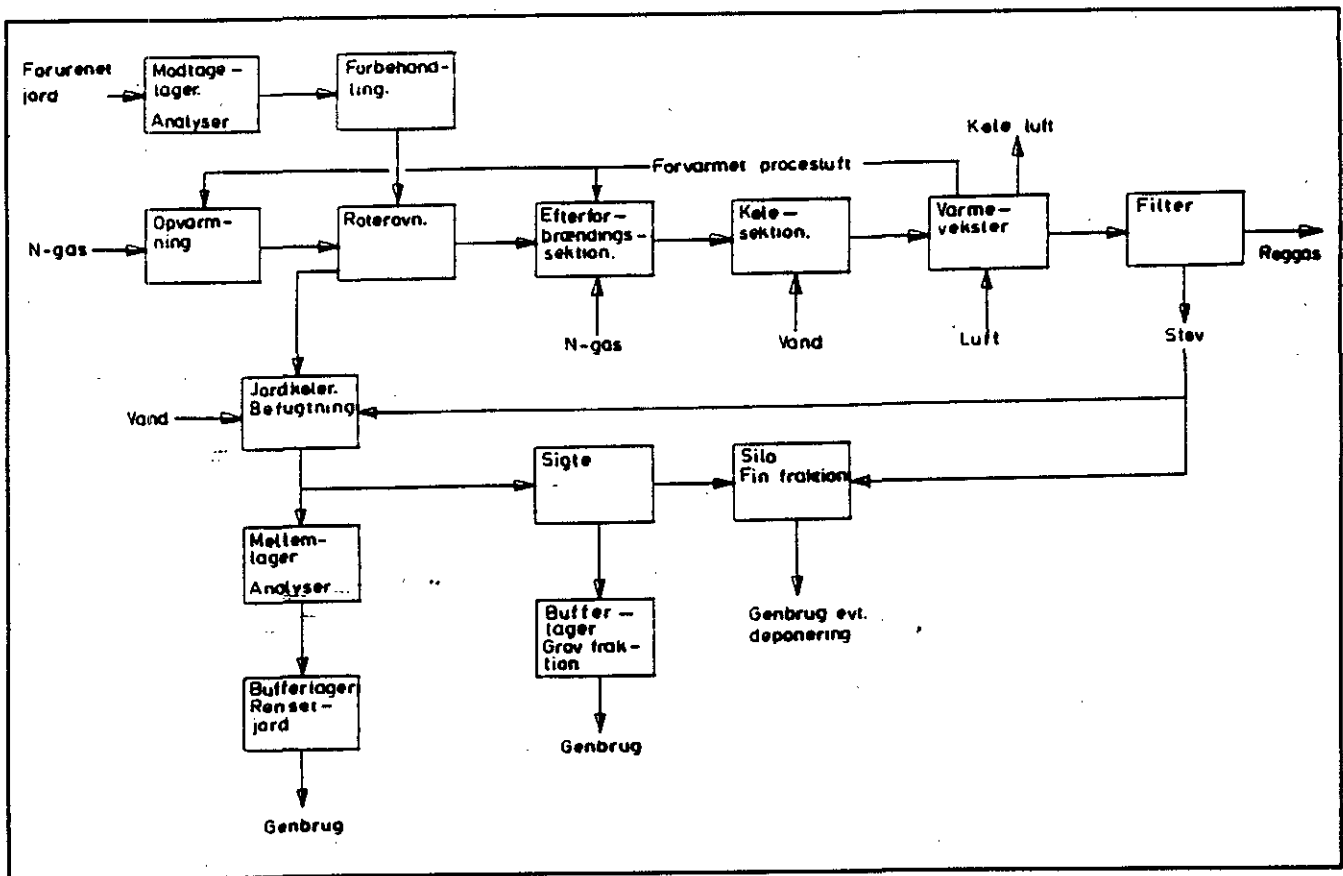 Forurenet
jord
Modtage-
lager.
Analyser
Forbehand-
ling.
Køle luft
Forvarmet procesluft
N-gas
Opvarm-
ning
Roterovn.
Efterfor-
brændings-
sektion.
Køle-
sektion.
Varme-
veksler
Filter
Røggas
N-gas
Vand
Luft
Støv
Vand
Jordkøler.
Befugtning
Sigte
Silo
Fin fraktion
Mellem-
lager
Analyser
Buffer-
lager
Grov frak-
tion
Genbrug evt.
deponering
Bufferlager
Renset-
jord
Genbrug
Genbrug